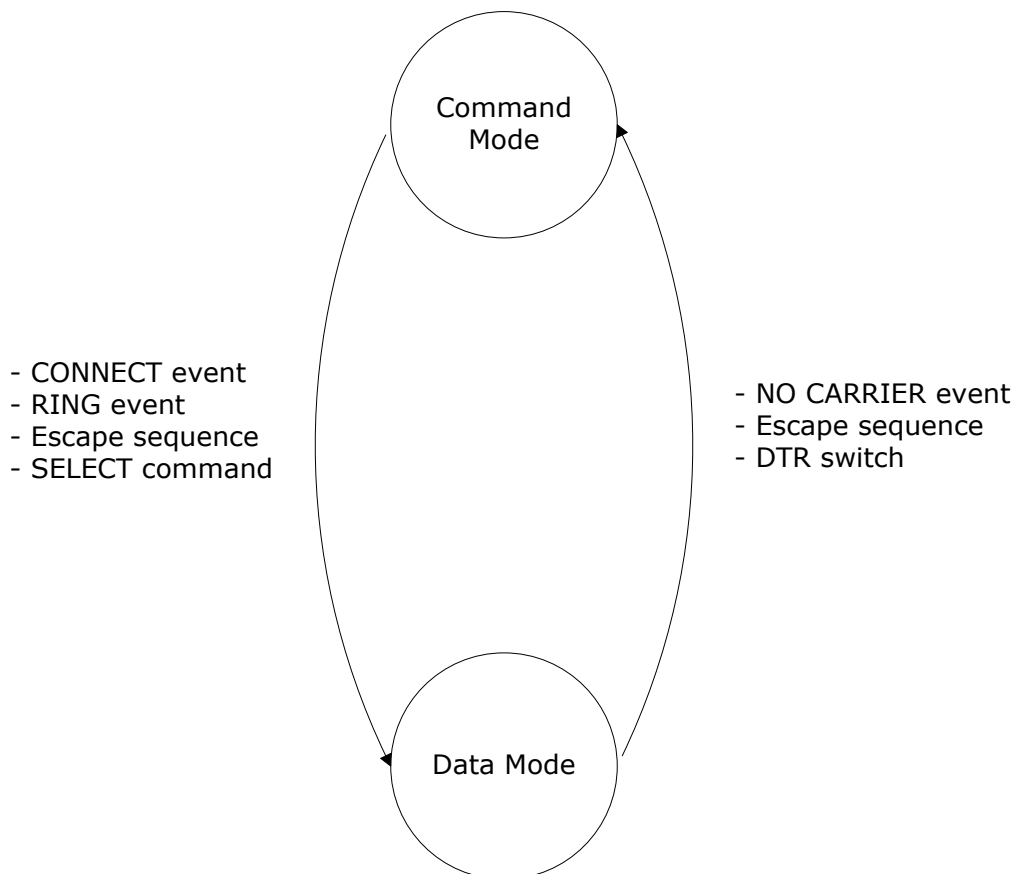 Command
Mode
- CONNECT event
- RING event
- Escape sequence
- SELECT command
- NO CARRIER event
- Escape sequence
- DTR switch
Data Mode